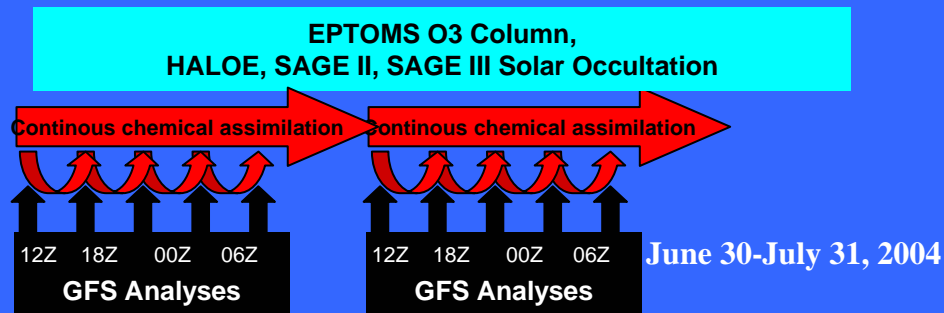 EPTOMS O3 Column,
HALOE, SAGE II, SAGE III Solar Occultation
Continous chemical assimilation
Continous chemical assimilation
12Z 18Z 00Z 06Z
12Z 18Z 00Z 06Z
June 30-July 31, 2004
GFS Analyses
GFS Analyses